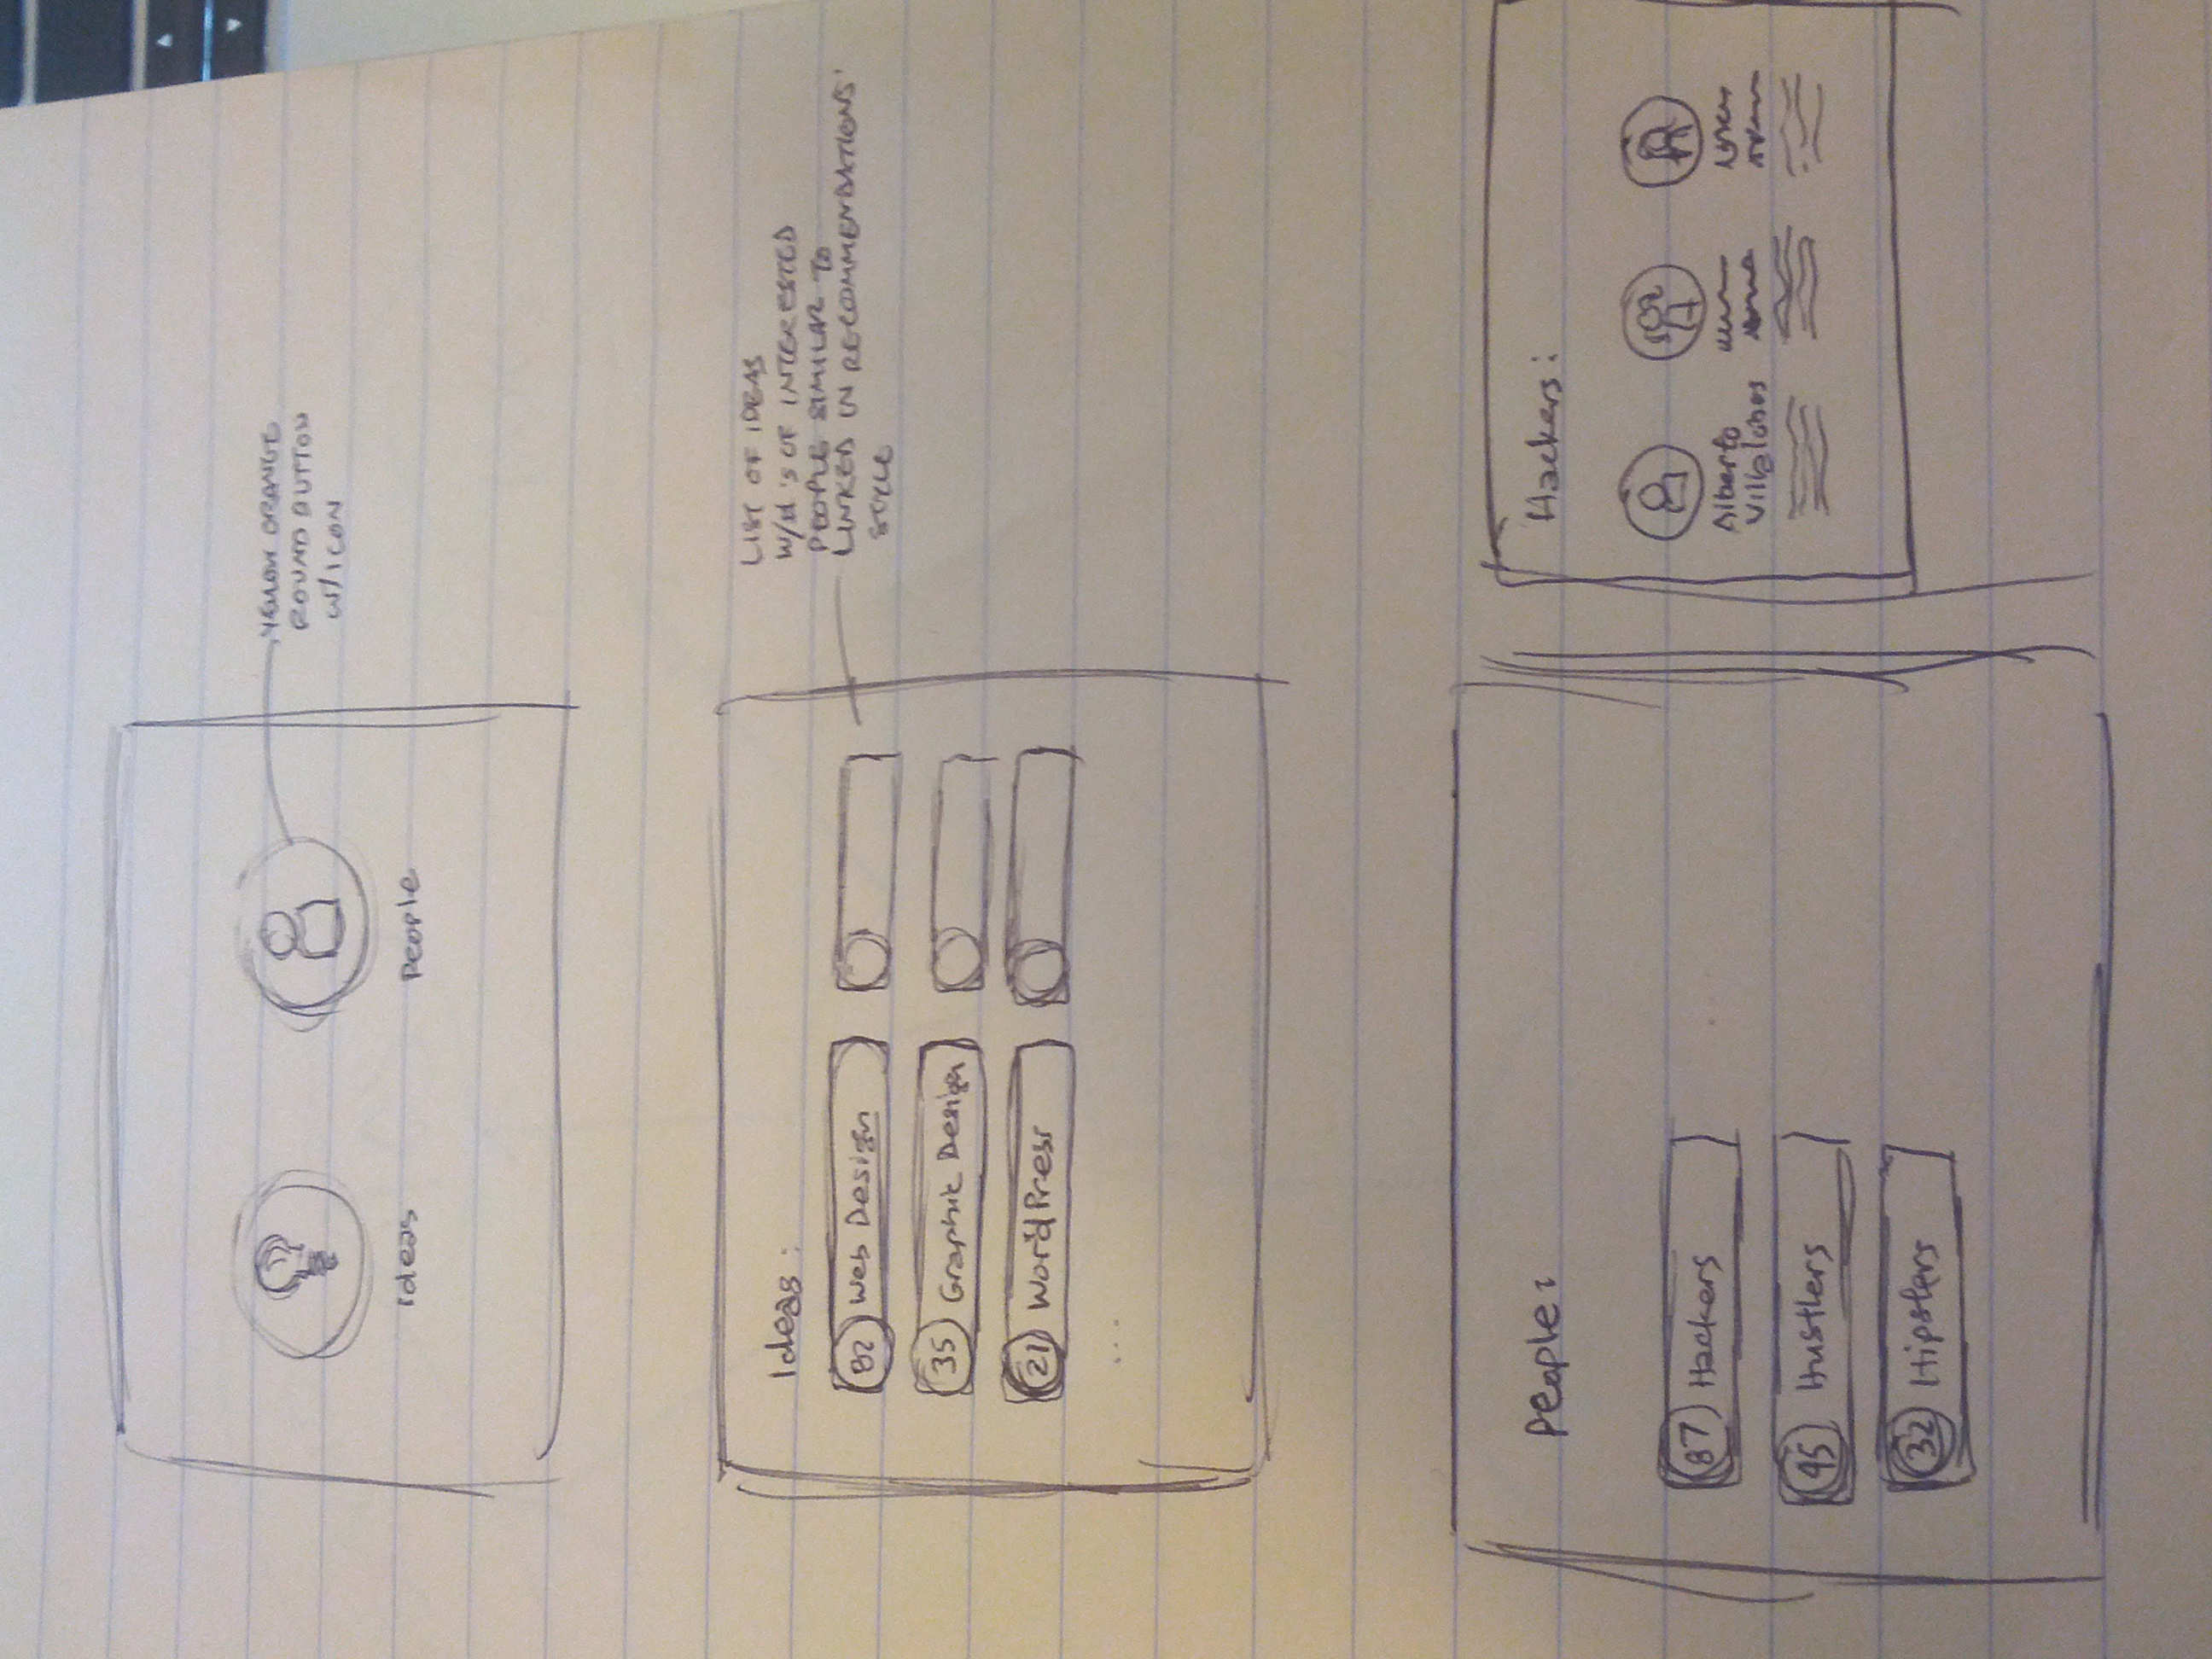 YELLOW ORANGE
ROUND BUTTON
W/ICON
Ideas
People
LIST OF IDEAS
W/#'s OF INTERESTED
PEOPLE SIMILAR TO
LINKED IN RECOMMENDATIONS'
STYLE
Ideas:
82 Web Design
35 Graphic Design
21 WordPress
...
People:
87 Hackers
45 Hustlers
32 Hipsters
Hackers:
Alberto
Villalobos